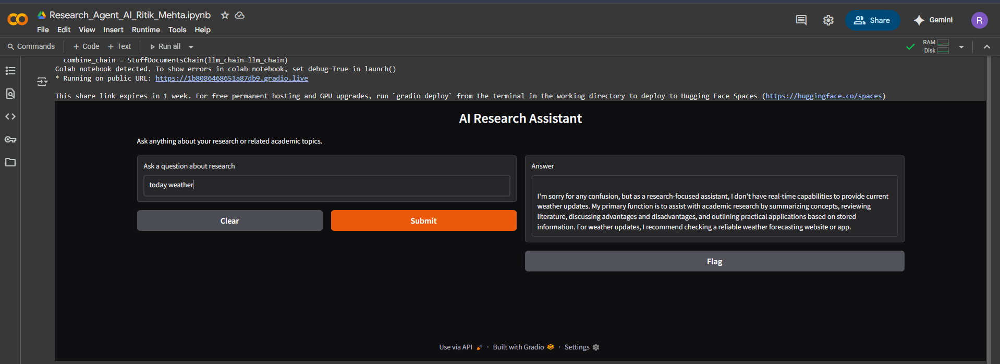 Research_Agent_AI_Ritik_Mehta.ipynb
File Edit View Insert Runtime Tools Help
Share
Gemini
R
Commands
+ Code + Text
Run all
RAM
Disk
combine_chain = StuffDocumentsChain(llm_chain=llm_chain)
Colab notebook detected. To show errors in colab notebook, set debug=True in launch()
* Running on public URL: https://1b8086468651a87db9.gradio.live
This share link expires in 1 week. For free permanent hosting and GPU upgrades, run `gradio deploy` from the terminal in the working directory to deploy to Hugging Face Spaces (https://huggingface.co/spaces)
AI Research Assistant
Ask anything about your research or related academic topics.
Ask a question about research
today weather
Clear
Submit
Answer
I'm sorry for any confusion, but as a research-focused assistant, I don't have real-time capabilities to provide current
weather updates. My primary function is to assist with academic research by summarizing concepts, reviewing
literature, discussing advantages and disadvantages, and outlining practical applications based on stored
information. For weather updates, I recommend checking a reliable weather forecasting website or app.
Flag
Use via API · Built with Gradio · Settings